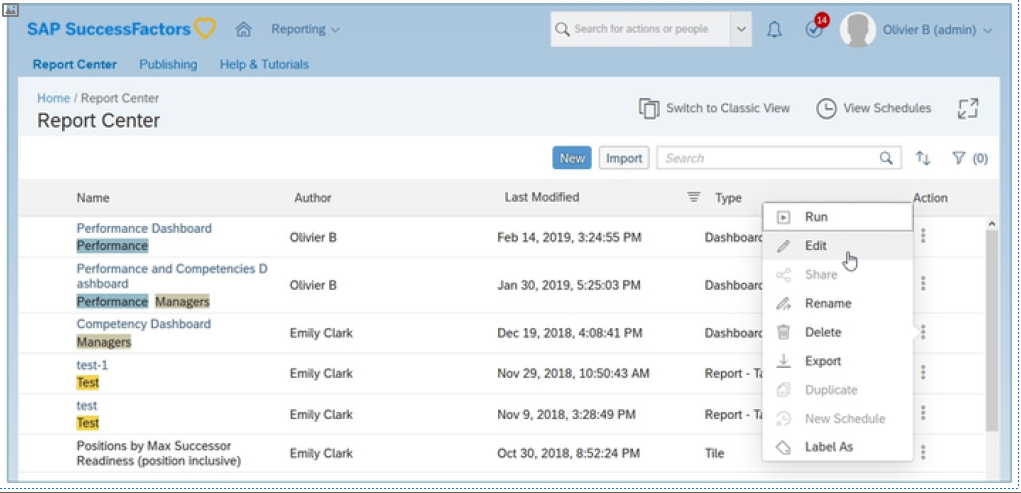 SAP SuccessFactors
Reporting
Search for actions or people
14
Olivier B (admin)
Report Center Publishing Help & Tutorials
Home / Report Center
Report Center
Switch to Classic View
View Schedules
New Import Search (0)
Name Author Last Modified Type Action
Performance Dashboard
Performance
Olivier B Feb 14, 2019, 3:24:55 PM Dashboard
Performance and Competencies D
ashboard
Performance Managers
Olivier B Jan 30, 2019, 5:25:03 PM Dashboard
Competency Dashboard
Managers
Emily Clark Dec 19, 2018, 4:08:41 PM Dashboard
test-1
Test
Emily Clark Nov 29, 2018, 10:50:43 AM Report - Ta
test
Test
Emily Clark Nov 9, 2018, 3:28:49 PM Report - Ta
Positions by Max Successor
Readiness (position inclusive)
Emily Clark Oct 30, 2018, 8:52:24 PM Tile
Run
Edit
Share
Rename
Delete
Export
Duplicate
New Schedule
Label As